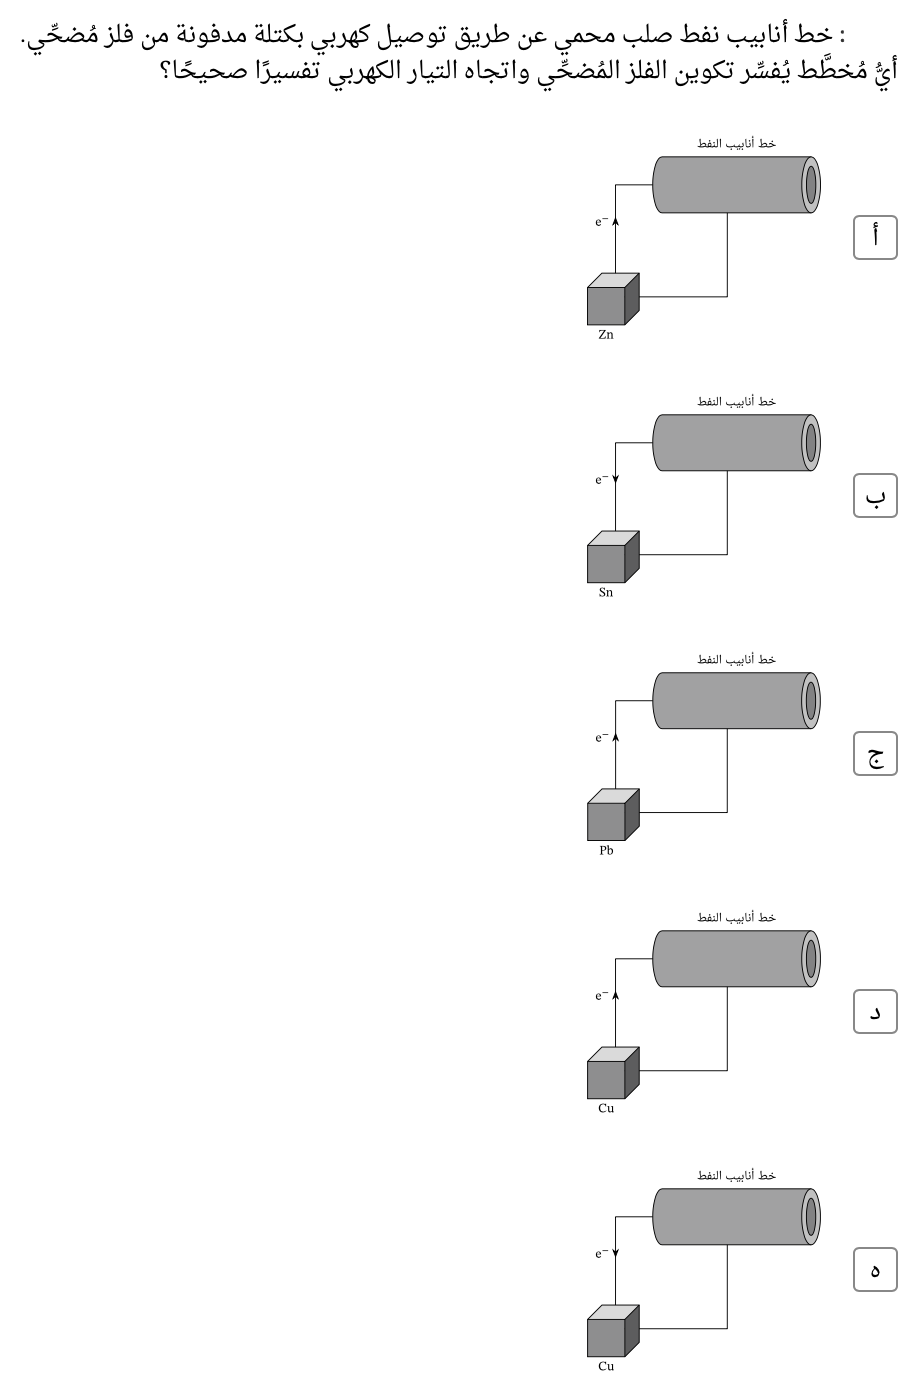 : خط أنابيب نفط صلب محمي عن طريق توصيل كهربي بكتلة مدفونة من فلز مُضحِّي.
أيُّ مُخطَّط يُفسِّر تكوين الفلز المُضحِّي واتجاه التيار الكهربي تفسيرًا صحيحًا؟
خط أنابيب النفط
أ
e⁻
Zn
خط أنابيب النفط
ب
e⁻
Sn
خط أنابيب النفط
ج
e⁻
Pb
خط أنابيب النفط
د
e⁻
Cu
خط أنابيب النفط
ه
e⁻
Cu